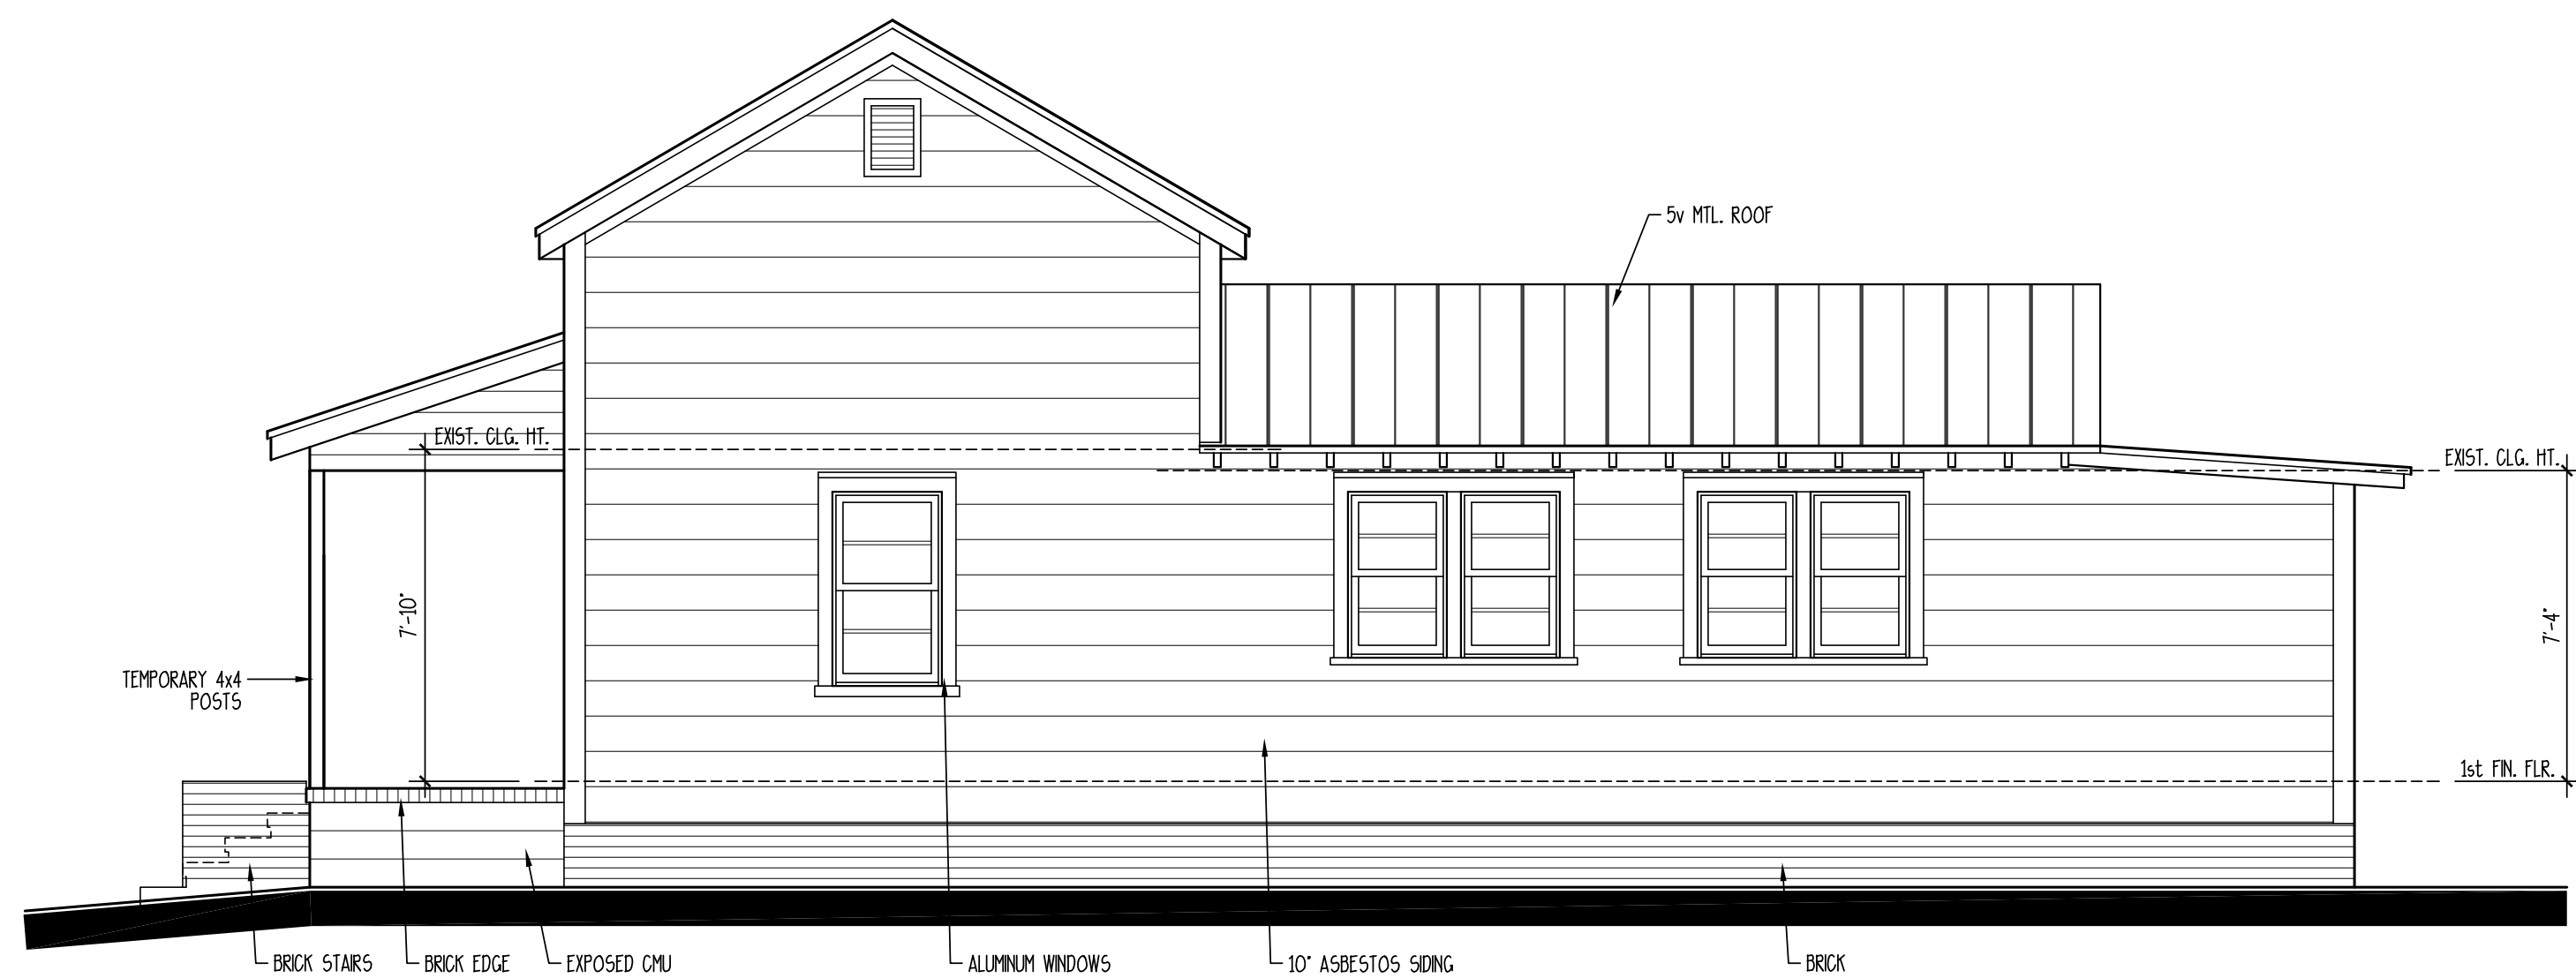 5v MTL. ROOF
EXIST. CLG. HT.
EXIST. CLG. HT.
7'-10"
7'-4"
TEMPORARY 4x4
POSTS
1st FIN. FLR.
BRICK STAIRS
BRICK EDGE
EXPOSED CMU
ALUMINUM WINDOWS
10" ASBESTOS SIDING
BRICK